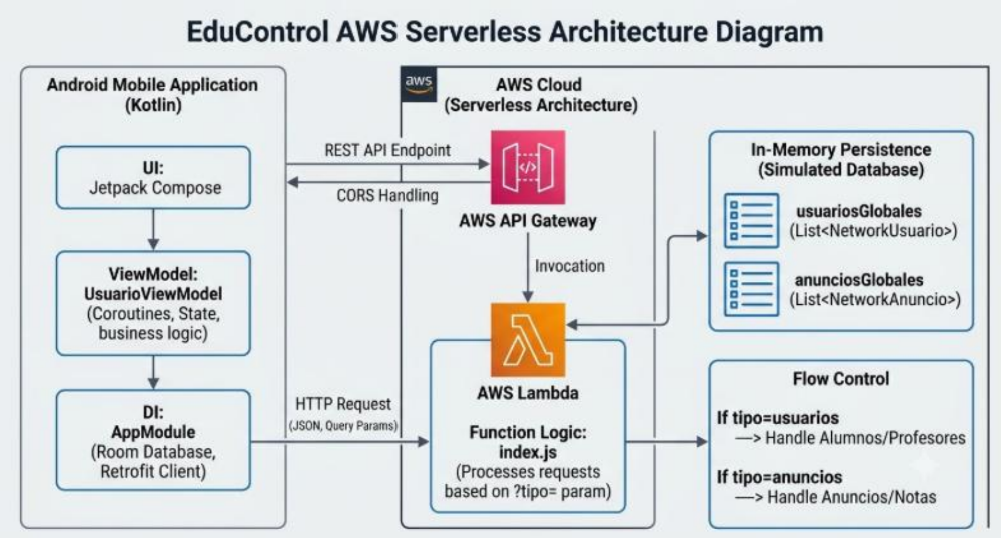 EduControl AWS Serverless Architecture Diagram
Android Mobile Application
(Kotlin)
UI:
Jetpack Compose
ViewModel:
UsuarioViewModel
(Coroutines, State,
business logic)
DI:
AppModule
(Room Database,
Retrofit Client)
REST API Endpoint
CORS Handling
HTTP Request
(JSON, Query Params)
aws
AWS Cloud
(Serverless Architecture)
AWS API Gateway
Invocation
AWS Lambda
Function Logic:
index.js
(Processes requests
based on ?tipo= param)
In-Memory Persistence
(Simulated Database)
usuariosGlobales
(List<NetworkUsuario>)
anunciosGlobales
(List<NetworkAnuncio>)
Flow Control
If tipo=usuarios
—> Handle Alumnos/Profesores
If tipo=anuncios
—> Handle Anuncios/Notas